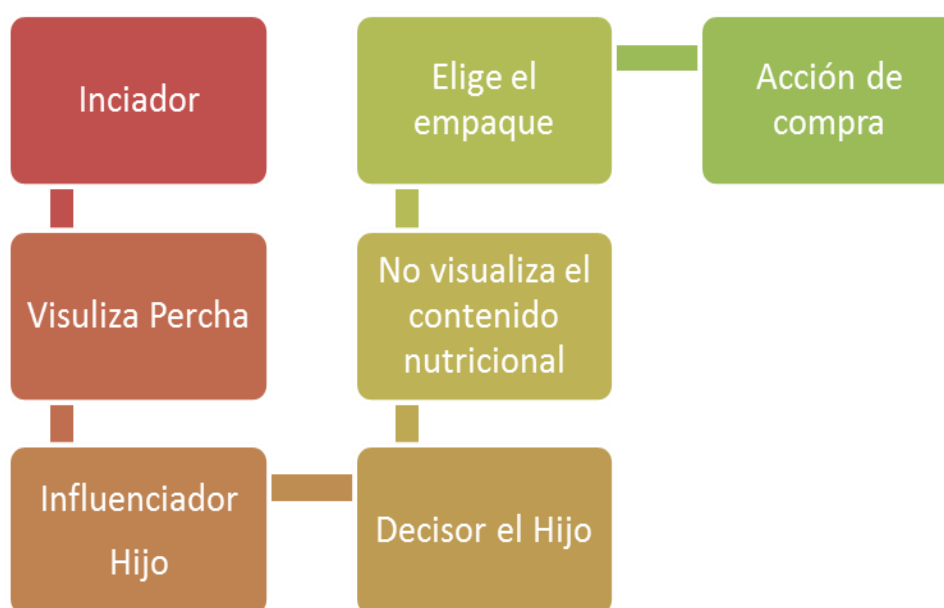 Inciador
Visuliza Percha
Influenciador
Hijo
Decisor el Hijo
No visualiza el
contenido
nutricional
Elige el
empaque
Acción de
compra